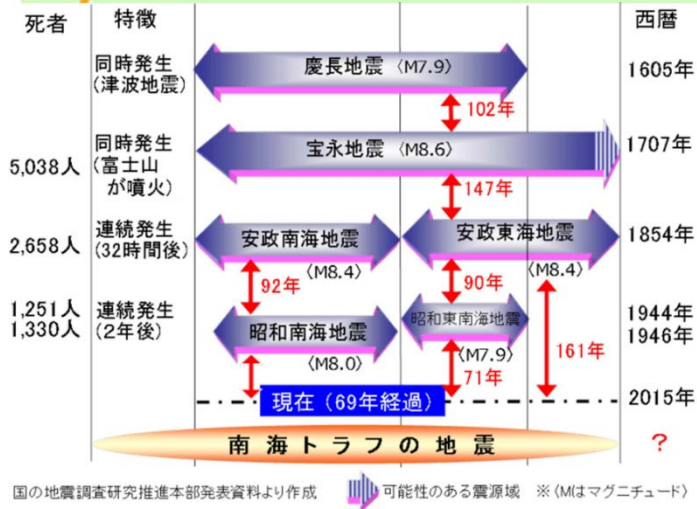 死者 特徴 西暦
同時発生
(津波地震)
慶長地震 〈M7.9〉
1605年
102年
5,038人
同時発生
(富士山
が噴火)
宝永地震 〈M8.6〉
1707年
147年
2,658人
連続発生
(32時間後)
安政南海地震
〈M8.4〉
安政東海地震
〈M8.4〉
1854年
92年
90年
1,251人
1,330人
連続発生
(2年後)
昭和南海地震
〈M8.0〉
昭和東南海地震
〈M7.9〉
1944年
1946年
71年
161年
現在(69年経過)
2015年
南海トラフの地震
?
国の地震調査研究推進本部発表資料より作成 可能性のある震源域 ※〈Mはマグニチュード〉